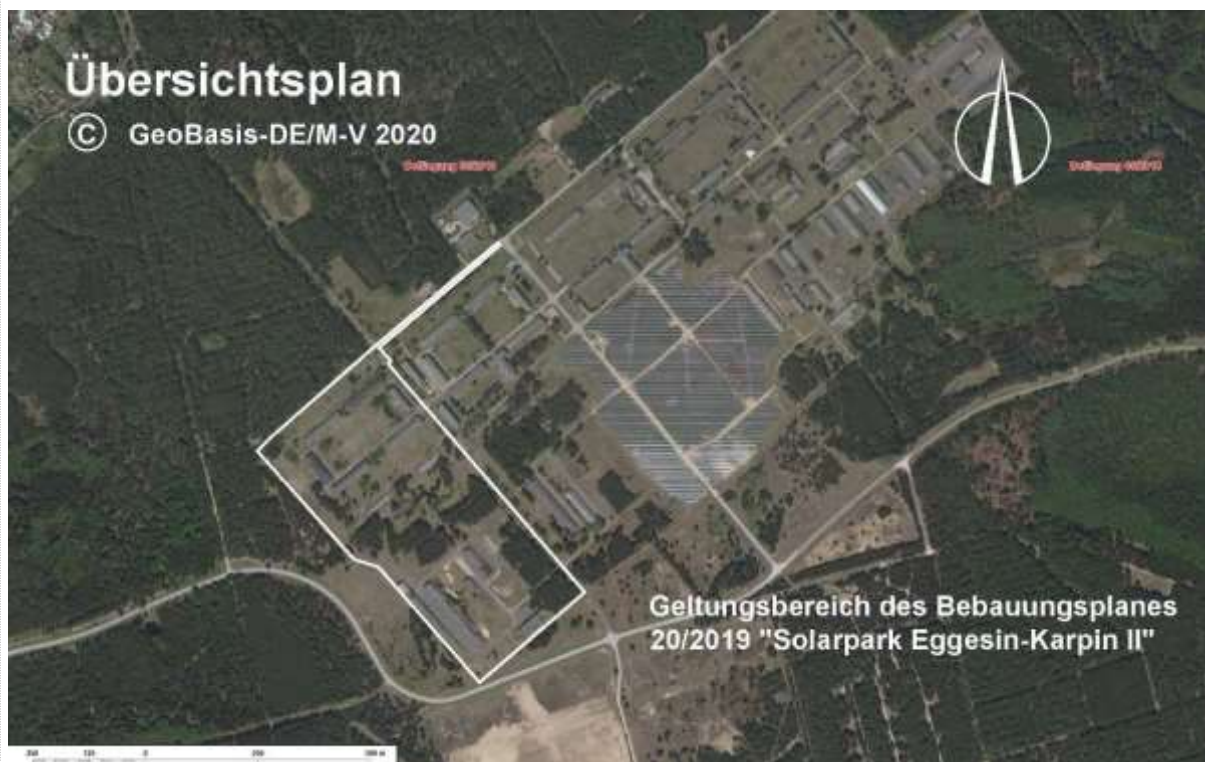 Übersichtsplan
© GeoBasis-DE/M-V 2020
Geltungsbereich des Bebauungsplanes
20/2019 "Solarpark Eggesin-Karpin II"